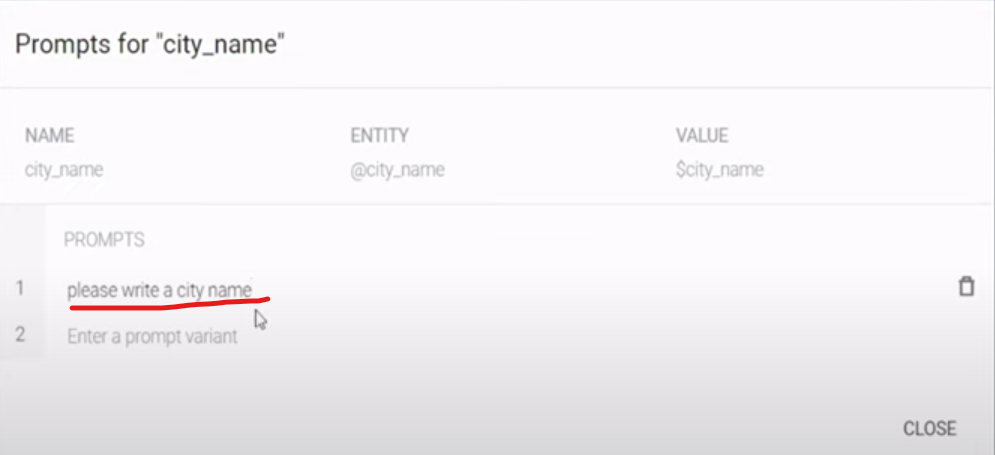 Prompts for "city_name"
NAME ENTITY VALUE
city_name @city_name $city_name
PROMPTS
1 please write a city name
2 Enter a prompt variant
CLOSE